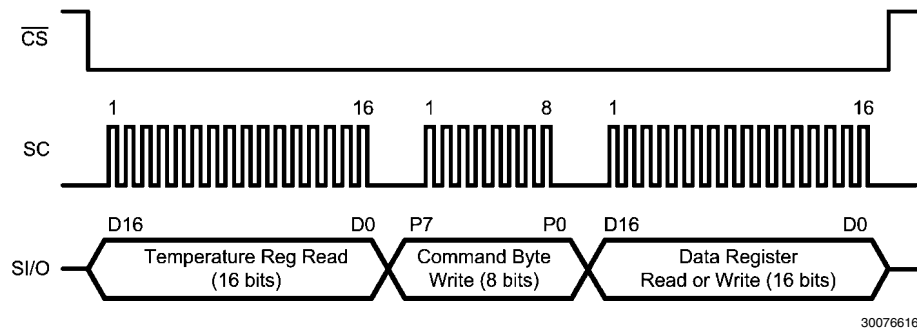 CS
1 16 1 8 1 16
SC
D16 D0 P7 P0 D16 D0
SI/O
Temperature Reg Read Command Byte Data Register
(16 bits) Write (8 bits) Read or Write (16 bits)
30076616